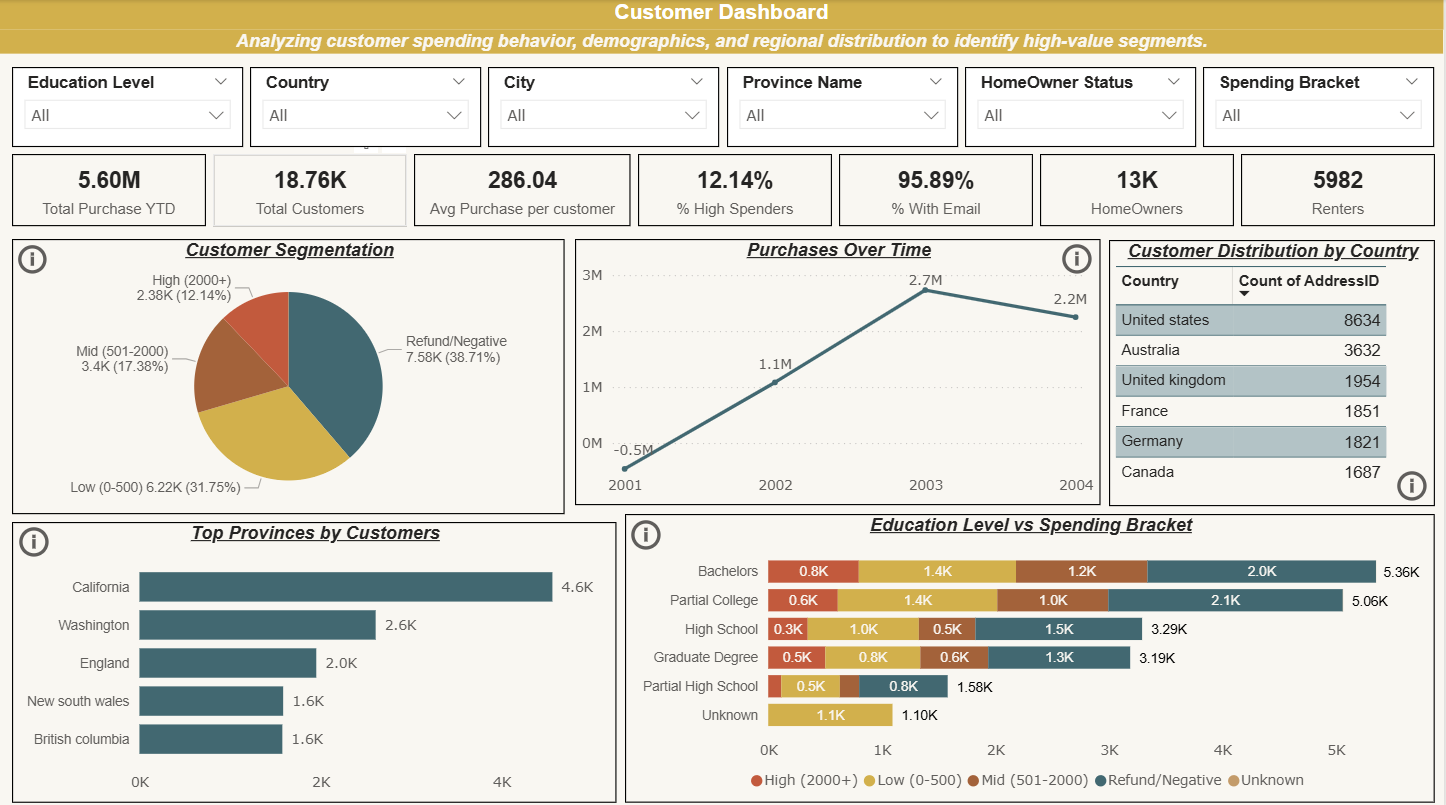 Customer Dashboard
Analyzing customer spending behavior, demographics, and regional distribution to identify high-value segments.
Education Level
All
Country
All
City
All
Province Name
All
HomeOwner Status
All
Spending Bracket
All
5.60M
Total Purchase YTD
18.76K
Total Customers
286.04
Avg Purchase per customer
12.14%
% High Spenders
95.89%
% With Email
13K
HomeOwners
5982
Renters
Customer Segmentation
High (2000+)
2.38K (12.14%)
Mid (501-2000)
3.4K (17.38%)
Refund/Negative
7.58K (38.71%)
Low (0-500) 6.22K (31.75%)
Purchases Over Time
3M
2M
1M
0M
-0.5M
1.1M
2.7M
2.2M
2001 2002 2003 2004
Customer Distribution by Country
Country Count of AddressID
United states 8634
Australia 3632
United kingdom 1954
France 1851
Germany 1821
Canada 1687
Top Provinces by Customers
California 4.6K
Washington 2.6K
England 2.0K
New south wales 1.6K
British columbia 1.6K
0K 2K 4K
Education Level vs Spending Bracket
Bachelors 0.8K 1.4K 1.2K 2.0K 5.36K
Partial College 0.6K 1.4K 1.0K 2.1K 5.06K
High School 0.3K 1.0K 0.5K 1.5K 3.29K
Graduate Degree 0.5K 0.8K 0.6K 1.3K 3.19K
Partial High School 0.5K 0.8K 1.58K
Unknown 1.1K 1.10K
0K 1K 2K 3K 4K 5K
High (2000+) Low (0-500) Mid (501-2000) Refund/Negative Unknown